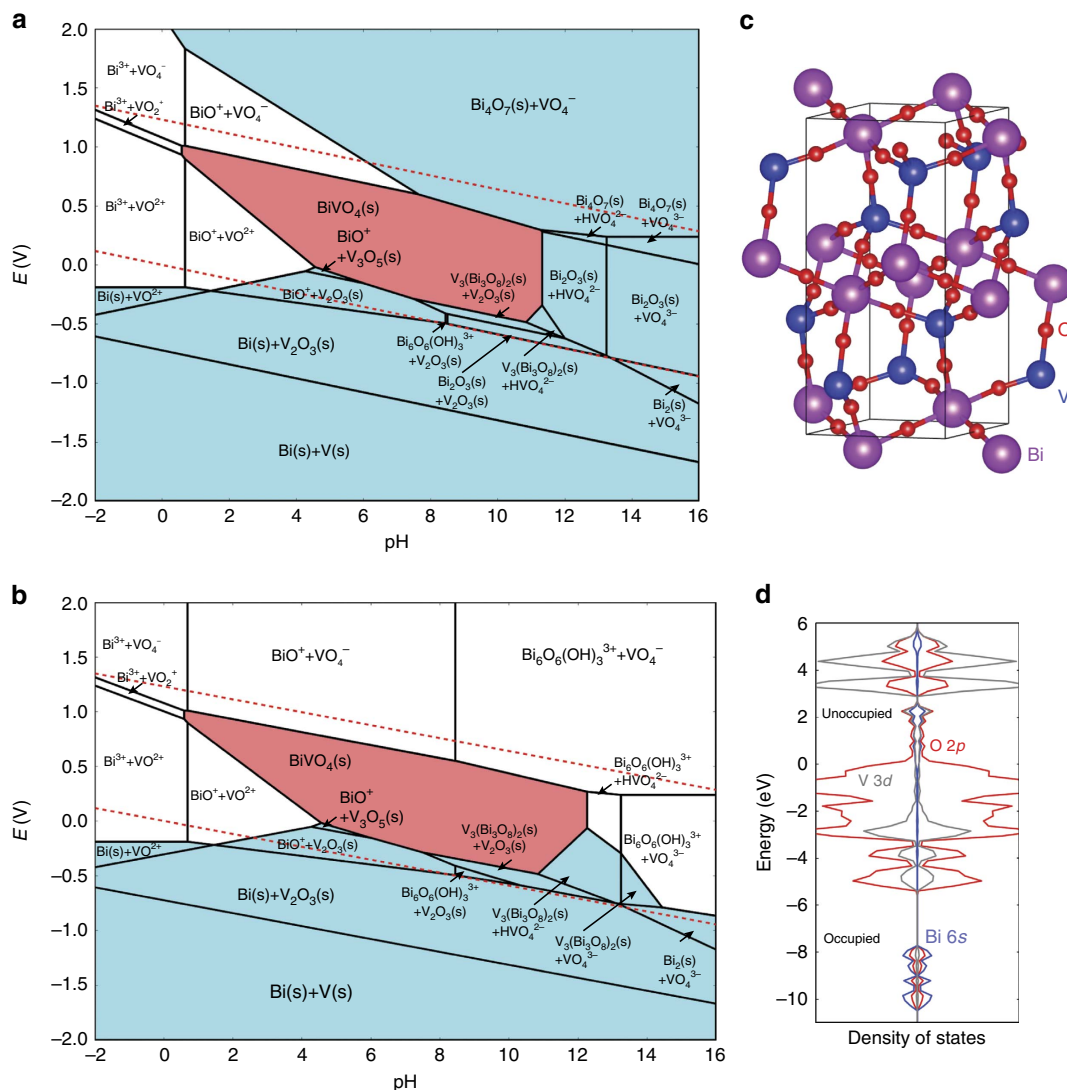 a
E (V)
2.0
1.5
1.0
0.5
0.0
−0.5
−1.0
−1.5
−2.0
Bi³⁺+VO₄⁻
Bi³⁺+VO₂⁺
BiO⁺+VO₄⁻
Bi₄O₇(s)+VO₄⁻
Bi³⁺+VO²⁺
BiO⁺+VO²⁺
BiVO₄(s)
BiO⁺
+V₃O₅(s)
Bi₄O₇(s)
+HVO₄²⁻
Bi₄O₇(s)
+VO₄³⁻
Bi(s)+VO²⁺
BiO⁺+V₂O₃(s)
V₃(Bi₃O₈)₂(s)
+V₂O₃(s)
Bi₂O₃(s)
+HVO₄²⁻
Bi₂O₃(s)
+VO₄³⁻
Bi(s)+V₂O₃(s)
Bi₆O₆(OH)₃³⁺
+V₂O₃(s)
Bi₂O₃(s)
+V₂O₃(s)
V₃(Bi₃O₈)₂(s)
+HVO₄²⁻
Bi₂(s)
+VO₄³⁻
Bi(s)+V(s)
−2 0 2 4 6 8 10 12 14 16
pH
c
O
V
Bi
b
E (V)
2.0
1.5
1.0
0.5
0.0
−0.5
−1.0
−1.5
−2.0
Bi³⁺+VO₄⁻
Bi³⁺+VO₂⁺
BiO⁺+VO₄⁻
Bi₆O₆(OH)₃³⁺+VO₄⁻
Bi³⁺+VO²⁺
BiO⁺+VO²⁺
BiVO₄(s)
BiO⁺
+V₃O₅(s)
Bi₆O₆(OH)₃³⁺
+HVO₄²⁻
Bi(s)+VO²⁺
BiO⁺+V₂O₃(s)
V₃(Bi₃O₈)₂(s)
+V₂O₃(s)
Bi₆O₆(OH)₃³⁺
+VO₄³⁻
Bi(s)+V₂O₃(s)
Bi₆O₆(OH)₃³⁺
+V₂O₃(s)
V₃(Bi₃O₈)₂(s)
+HVO₄²⁻
V₃(Bi₃O₈)₂(s)
+VO₄³⁻
Bi₂(s)
+VO₄³⁻
Bi(s)+V(s)
−2 0 2 4 6 8 10 12 14 16
pH
d
Energy (eV)
6
4
2
0
−2
−4
−6
−8
−10
Unoccupied
O 2p
V 3d
Occupied
Bi 6s
Density of states